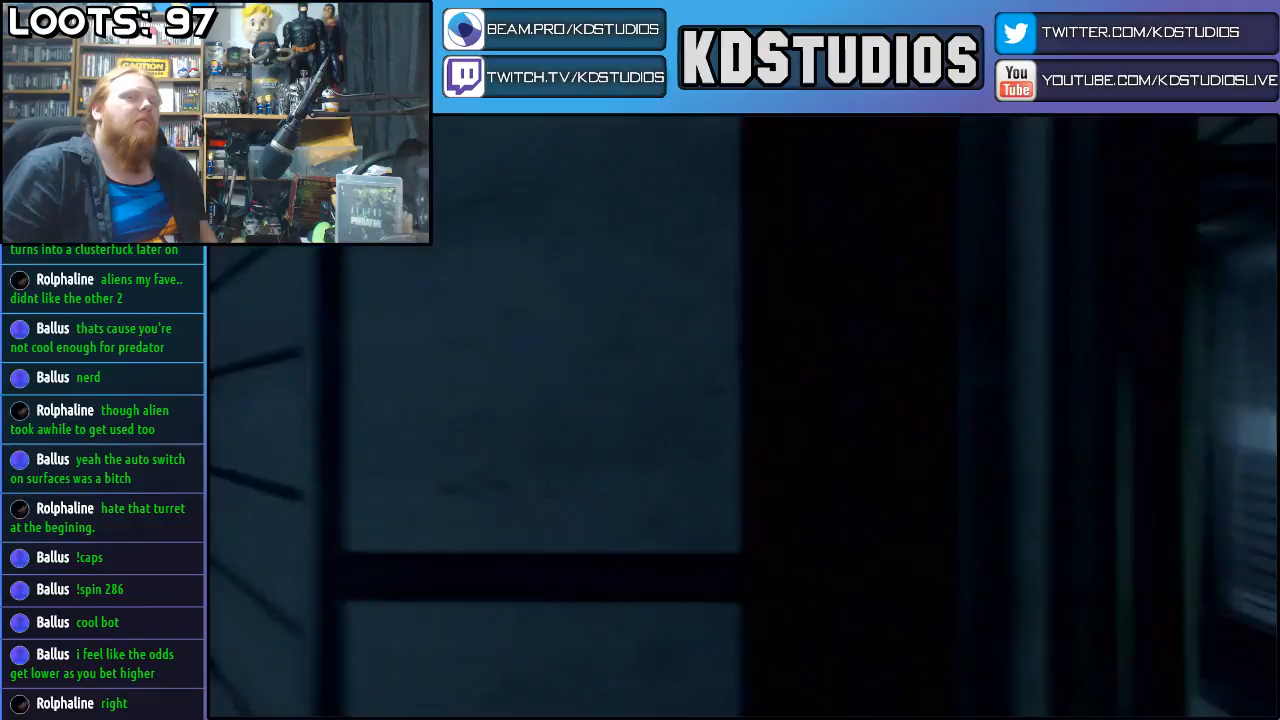 LOOTS: 97
BEAM.PRO/KDSTUDIOS
TWITCH.TV/KDSTUDIOS
KDSTUDIOS
TWITTER.COM/KDSTUDIOS
You
Tube
YOUTUBE.COM/KDSTUDIOSLIVE
CAUTION
ALIENS
PREDATOR
turns into a clusterfuck later on
Rolphaline aliens my fave..
didnt like the other 2
Ballus thats cause you're
not cool enough for predator
Ballus nerd
Rolphaline though alien
took awhile to get used too
Ballus yeah the auto switch
on surfaces was a bitch
Rolphaline hate that turret
at the begining.
Ballus !caps
Ballus !spin 286
Ballus cool bot
Ballus i feel like the odds
get lower as you bet higher
Rolphaline right